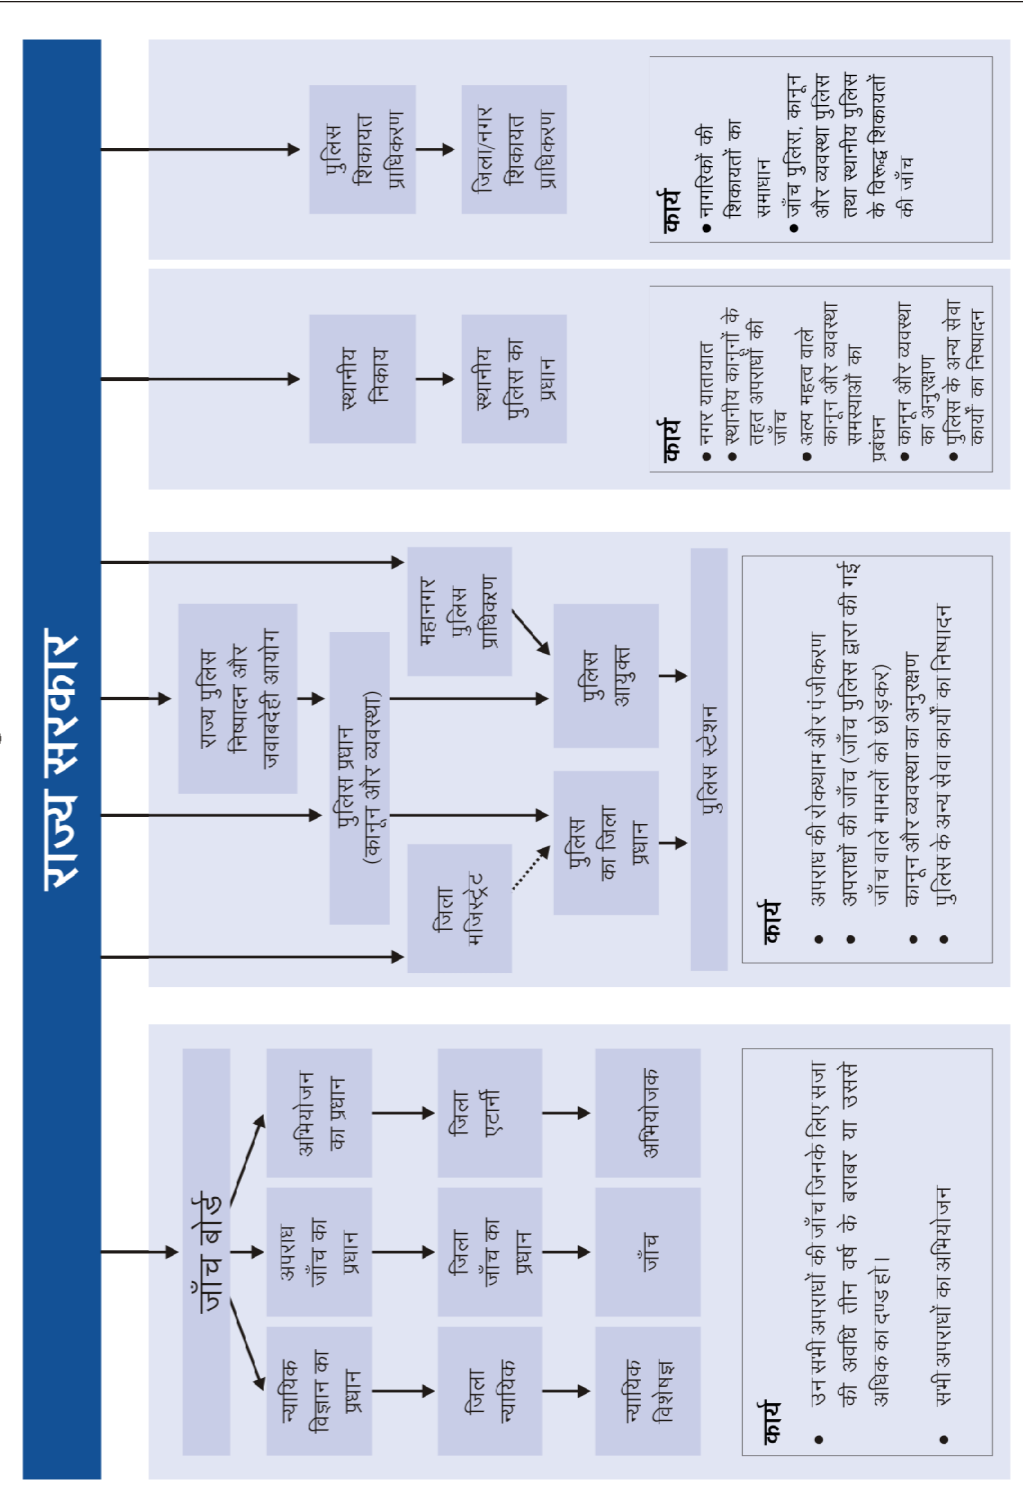 राज्य सरकार
जाँच बोर्ड
न्यायिक
विज्ञान का
प्रधान
अपराध
जाँच का
प्रधान
अभियोजन
का प्रधान
जिला
न्यायिक
जिला
जाँच का
प्रधान
जिला
एटार्नी
न्यायिक
विशेषज्ञ
जाँच
अभियोजक
कार्य
• उन सभी अपराधों की जाँच जिनके लिए सजा
की अवधि तीन वर्ष के बराबर या उससे
अधिक का दण्ड हो।
• सभी अपराधों का अभियोजन
राज्य पुलिस
निष्पादन और
जवाबदेही आयोग
पुलिस प्रधान
(कानून और व्यवस्था)
जिला
मजिस्ट्रेट
महानगर
पुलिस
प्राधिकरण
पुलिस
का जिला
प्रधान
पुलिस
आयुक्त
पुलिस स्टेशन
कार्य
• अपराध की रोकथाम और पंजीकरण
• अपराधों की जाँच (जाँच पुलिस द्वारा की गई
जाँच वाले मामलों को छोड़कर)
• कानून और व्यवस्था का अनुरक्षण
• पुलिस के अन्य सेवा कार्यों का निष्पादन
स्थानीय
निकाय
स्थानीय
पुलिस का
प्रधान
कार्य
• नगर यातायात
• स्थानीय कानूनों के
तहत अपराधों की
जाँच
• अल्प महत्व वाले
कानून और व्यवस्था
समस्याओं का
प्रबंधन
• कानून और व्यवस्था
का अनुरक्षण
• पुलिस के अन्य सेवा
कार्यों का निष्पादन
पुलिस
शिकायत
प्राधिकरण
जिला/नगर
शिकायत
प्राधिकरण
कार्य
• नागरिकों की
शिकायतों का
समाधान
• जाँच पुलिस, कानून
और व्यवस्था पुलिस
तथा स्थानीय पुलिस
के विरूद्ध शिकायतों
की जाँच